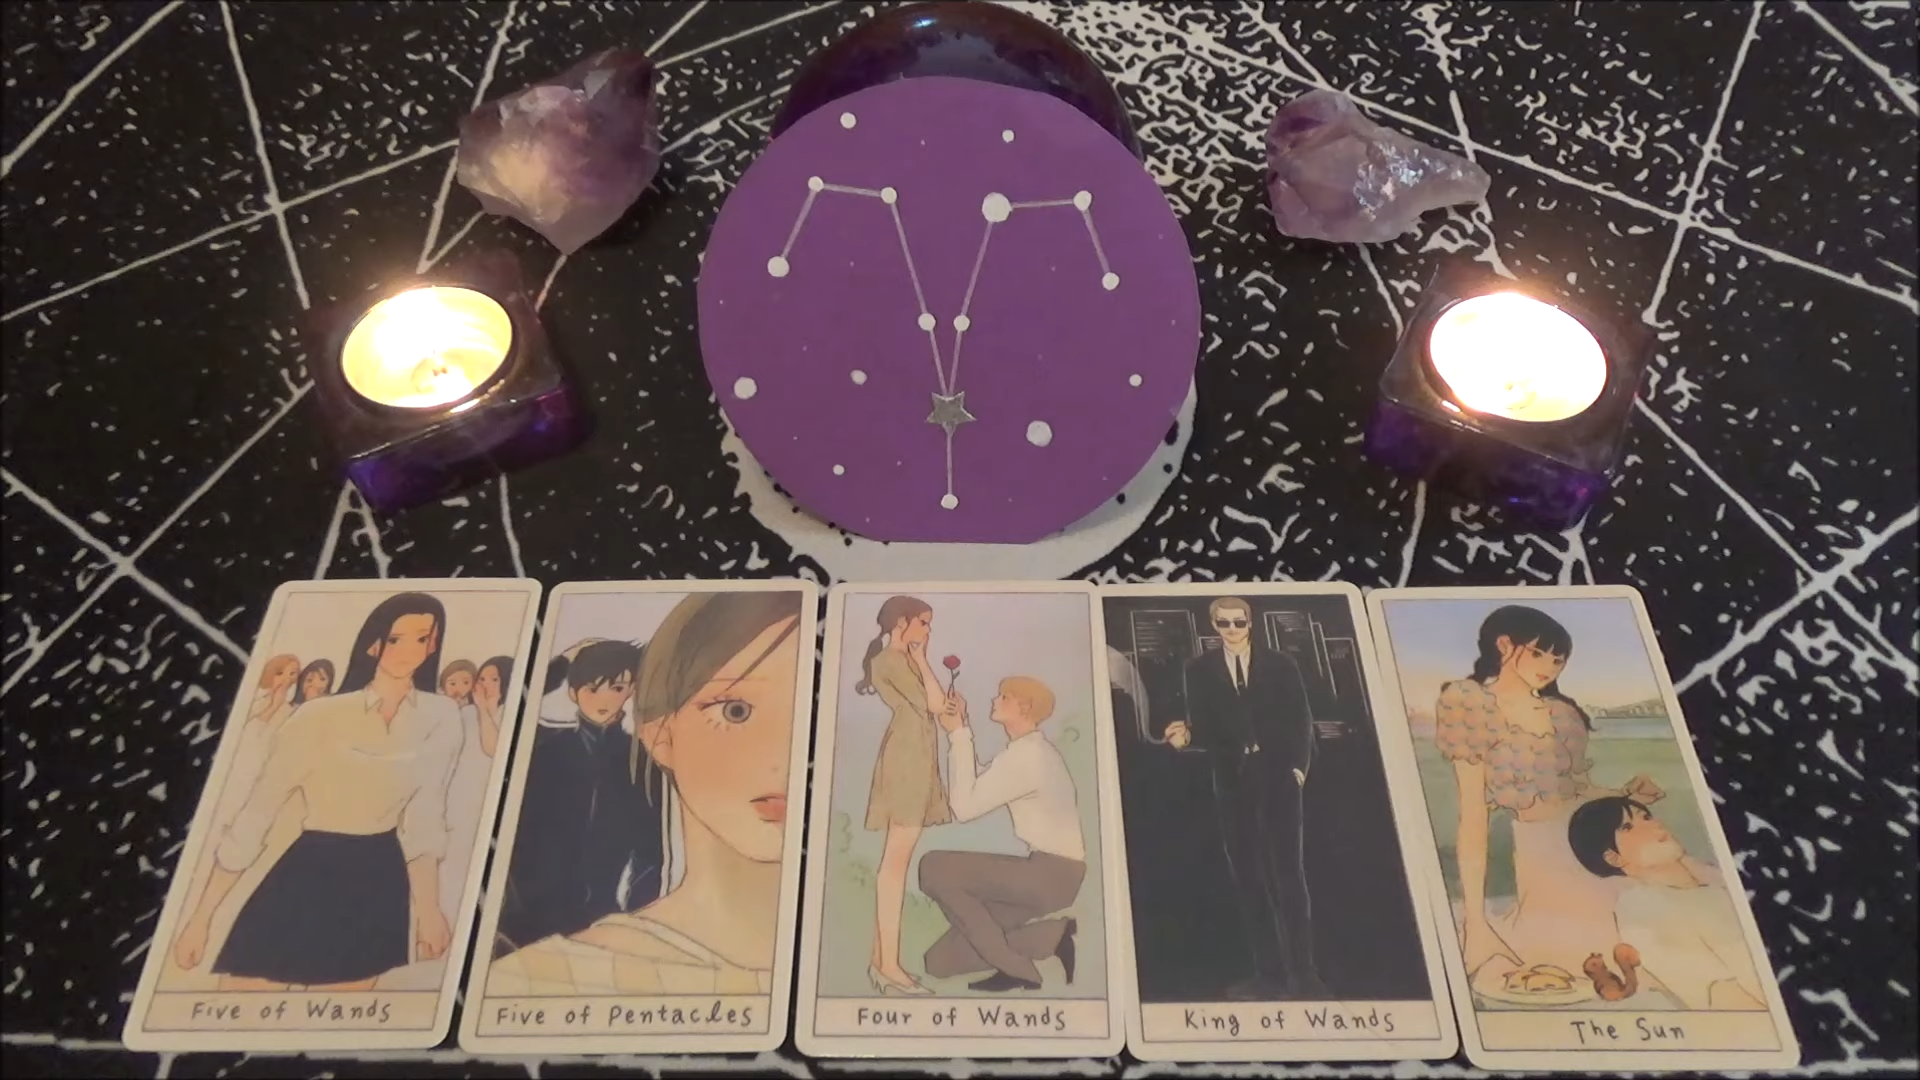 Five of Wands
Five of Pentacles
Four of Wands
King of Wands
The Sun